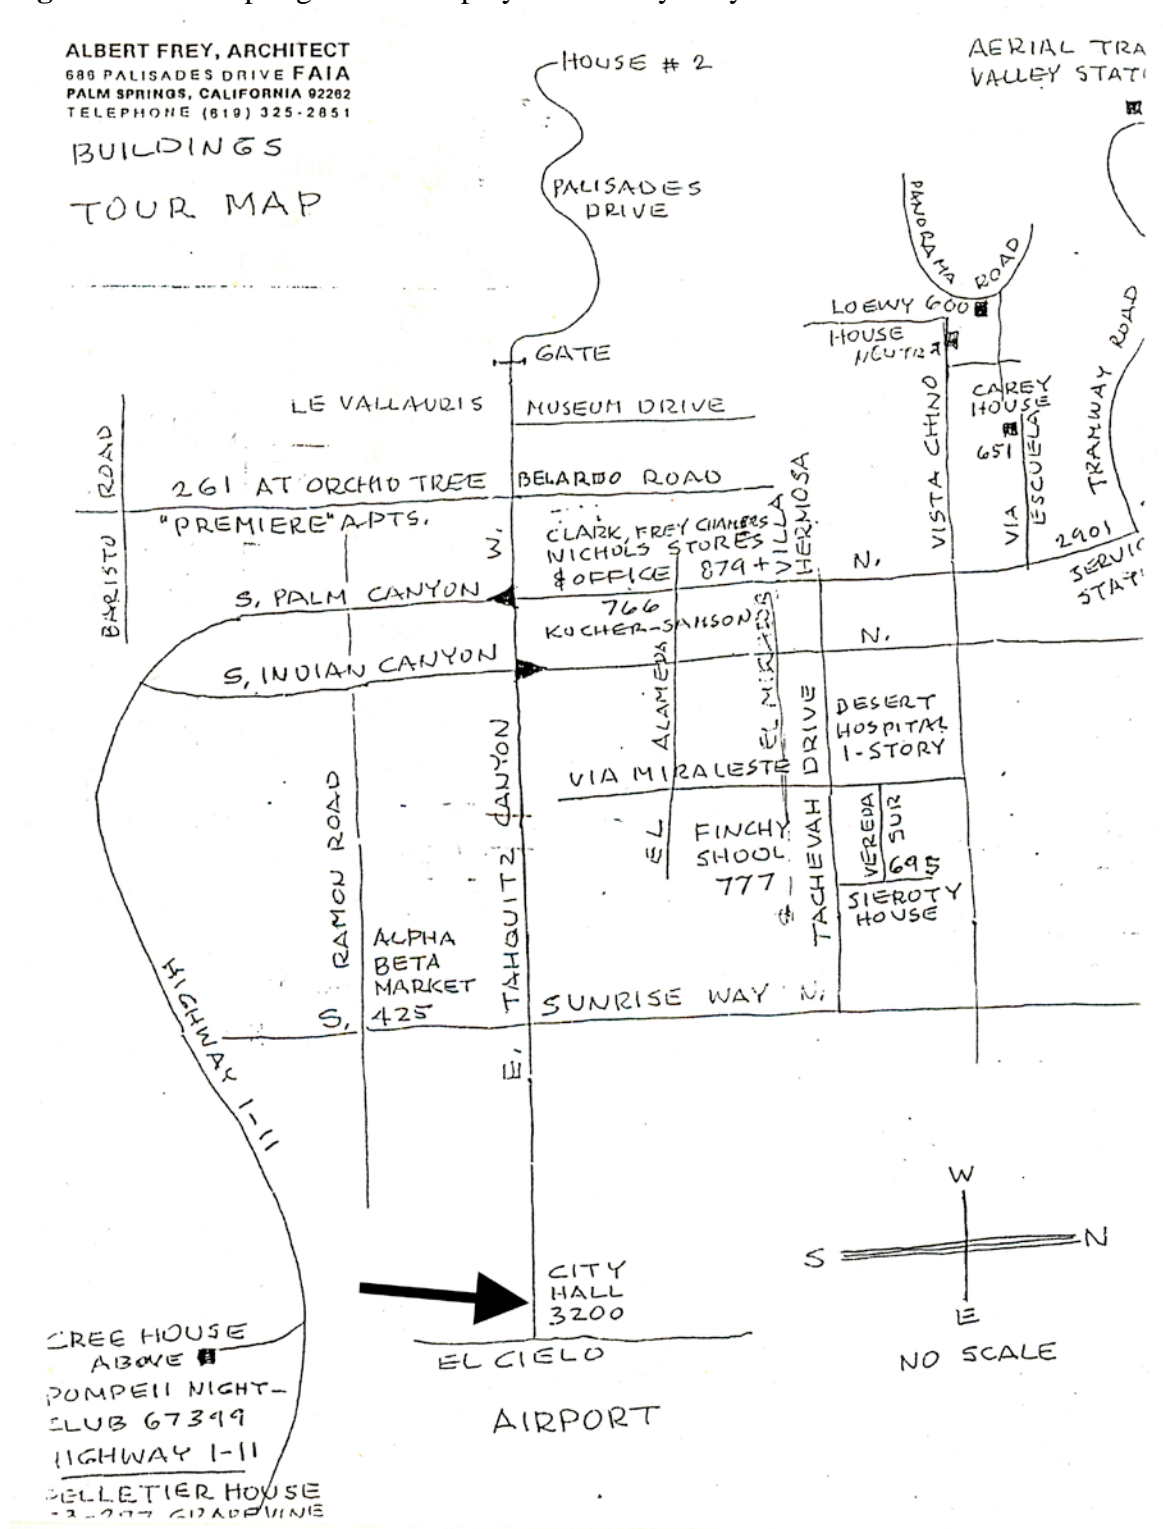 ALBERT FREY, ARCHITECT
686 PALISADES DRIVE FAIA
PALM SPRINGS, CALIFORNIA 92262
TELEPHONE (619) 325-2851
BUILDINGS
TOUR MAP
HOUSE # 2
AERIAL TRA
VALLEY STATI
PALISADES
DRIVE
PANORAMA ROAD
LOEWY 600
HOUSE
NEUTRA
GATE
CAREY
HOUSE
651
TRAMWAY ROAD
LE VALLAURIS
MUSEUM DRIVE
VISTA CHINO
VIA ESCUELA
BARISTO ROAD
261 AT ORCHID TREE
BELARDO ROAD
"PREMIERE" APTS.
VILLA
HERMOSA
W.
CLARK, FREY CHAMBERS
NICHOLS STORES
& OFFICE 879 +
N.
2901
SERVIC
STATI
S. PALM CANYON
766
KOCHER-SAMSON
N.
S. INDIAN CANYON
EL ALAMEDA
EL MIRADOR
DESERT
HOSPITAL
1-STORY
VIA MIRALESTE
TACHEVAH DRIVE
RAMON ROAD
E. TAHQUITZ CANYON
FINCHY
SHOOL
777
VEREDA
SUR
695
SIEROTY
HOUSE
ALPHA
BETA
MARKET
425
S.
SUNRISE WAY N.
HIGHWAY 1-11
W
S
N
E
NO SCALE
CITY
HALL
3200
EL CIELO
AIRPORT
CREE HOUSE
ABOVE
POMPEII NIGHT-
CLUB 67399
HIGHWAY 1-11
PELLETIER HOUSE
GRAPEVINE